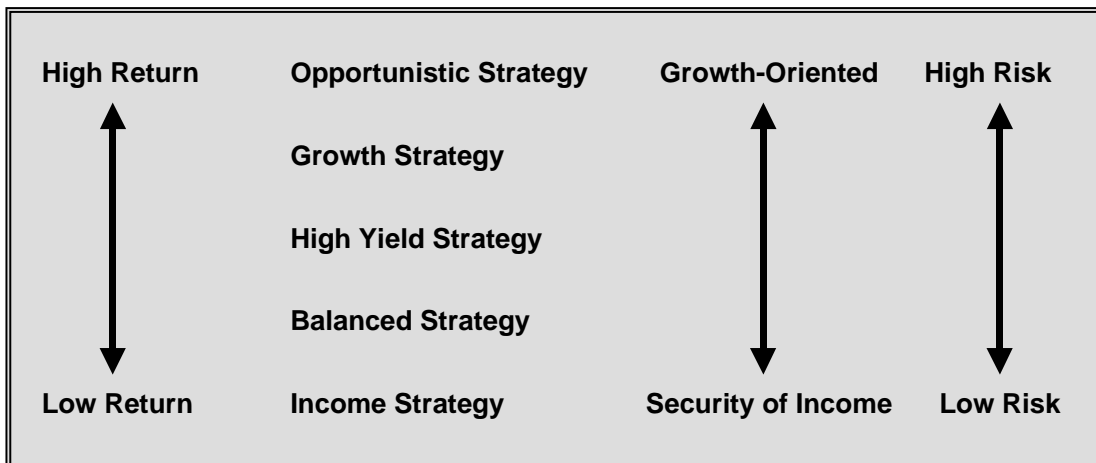 High Return Opportunistic Strategy Growth-Oriented High Risk
Growth Strategy
High Yield Strategy
Balanced Strategy
Low Return Income Strategy Security of Income Low Risk